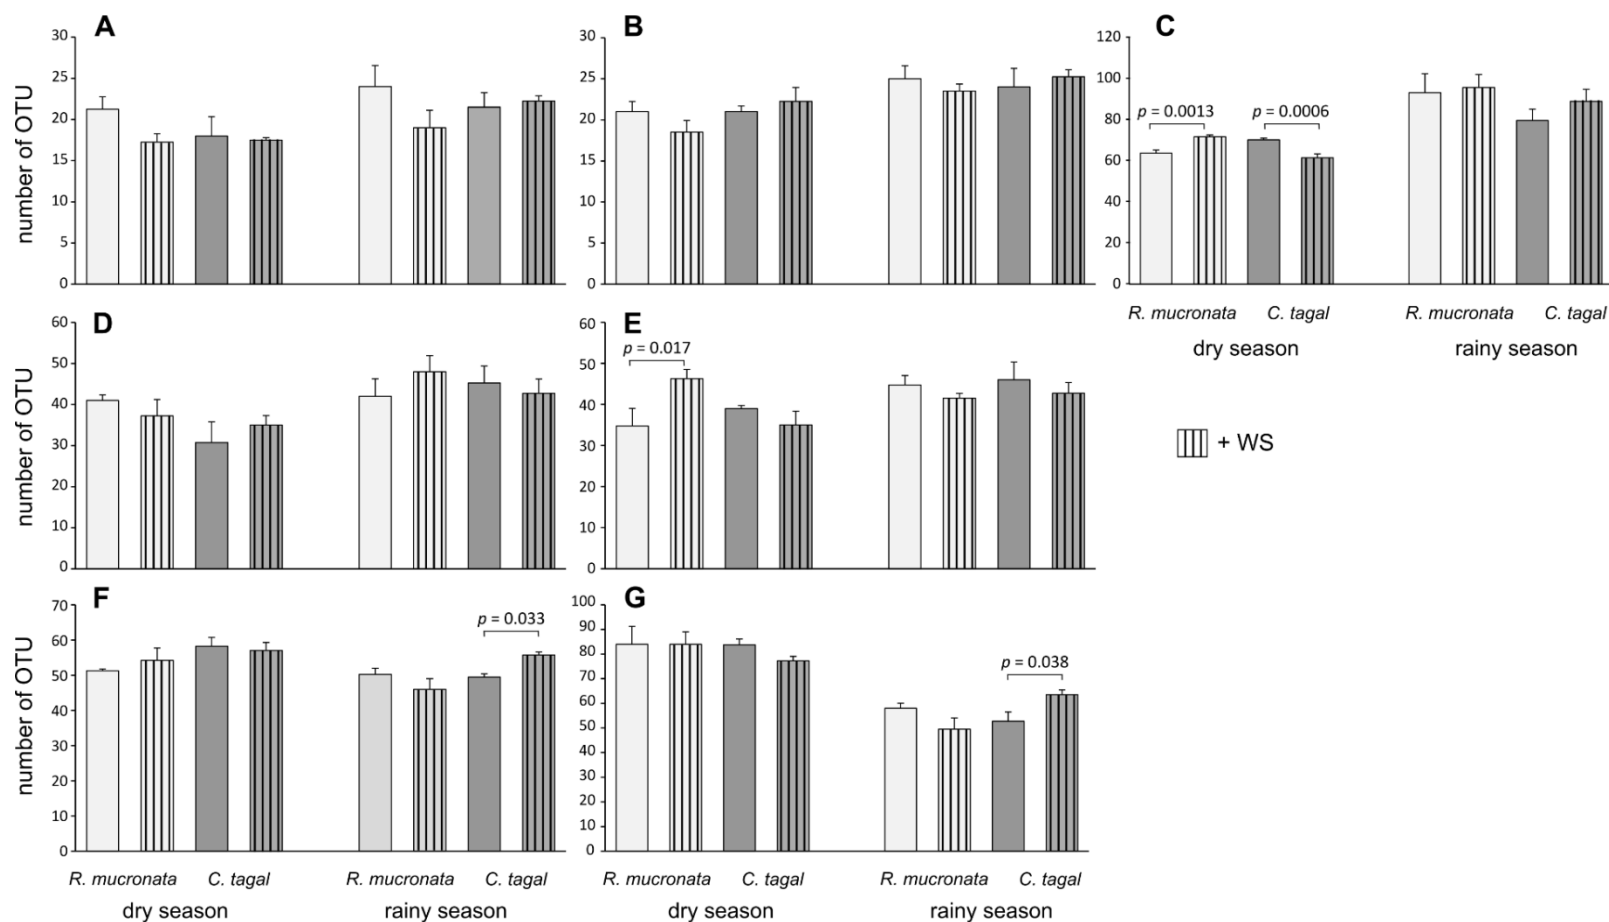 A
number of OTU
30
25
20
15
10
5
0
B
30
25
20
15
10
5
0
C
120
100
80
60
40
20
0
p = 0.0013
p = 0.0006
R. mucronata
C. tagal
R. mucronata
C. tagal
dry season
rainy season
D
number of OTU
60
50
40
30
20
10
0
E
60
50
40
30
20
10
0
p = 0.017
+ WS
F
number of OTU
70
60
50
40
30
20
10
0
p = 0.033
R. mucronata
C. tagal
R. mucronata
C. tagal
dry season
rainy season
G
100
90
80
70
60
50
40
30
20
10
0
p = 0.038
R. mucronata
C. tagal
R. mucronata
C. tagal
dry season
rainy season